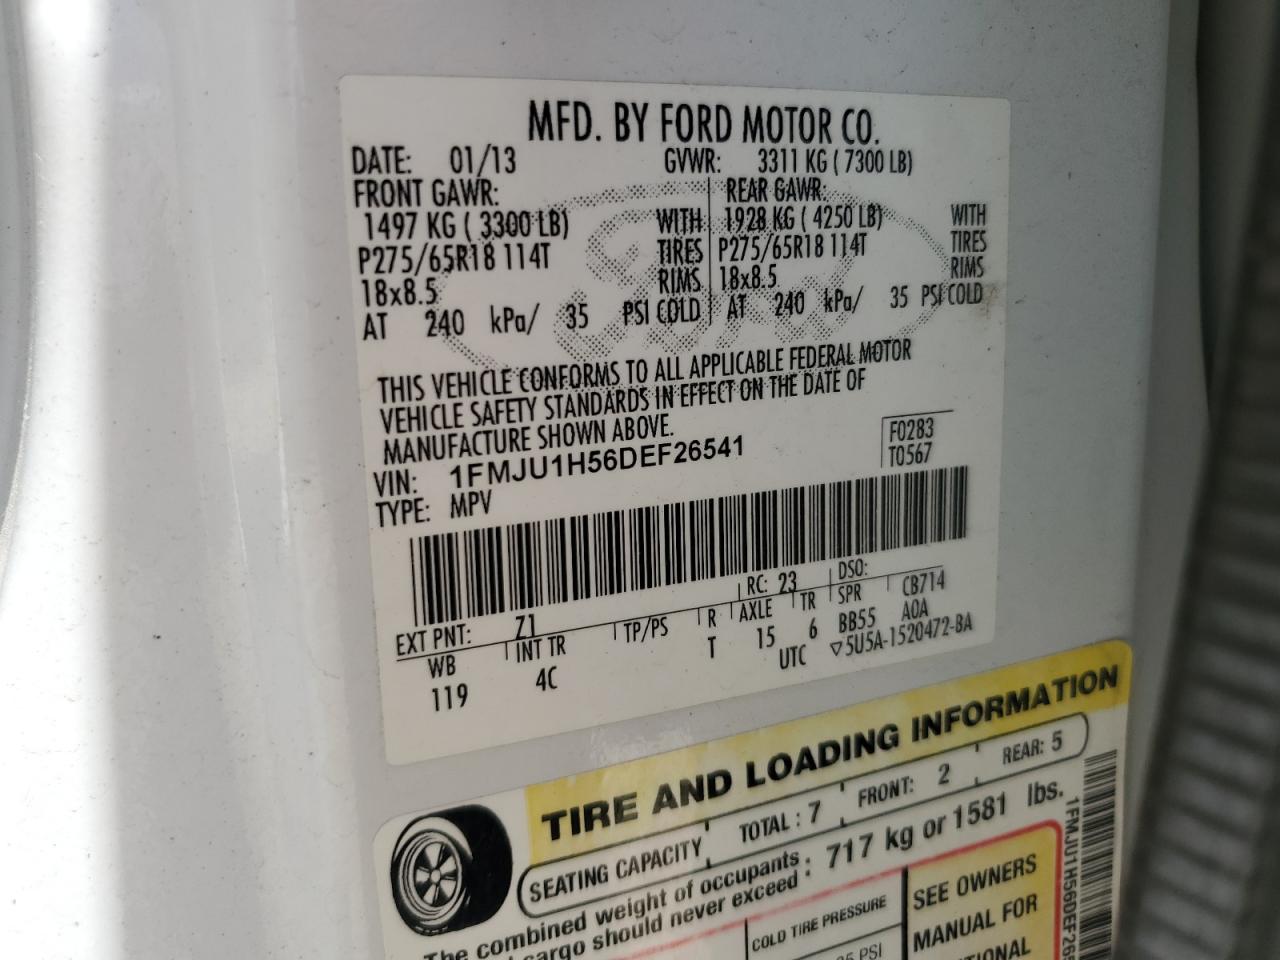 MFD. BY FORD MOTOR CO.
DATE: 01/13 GVWR: 3311 KG ( 7300 LB)
FRONT GAWR: REAR GAWR:
1497 KG ( 3300 LB) WITH 1928 KG ( 4250 LB) WITH
P275/65R18 114T TIRES P275/65R18 114T TIRES
18x8.5 RIMS 18x8.5 RIMS
AT 240 kPa/ 35 PSI COLD AT 240 kPa/ 35 PSI COLD
THIS VEHICLE CONFORMS TO ALL APPLICABLE FEDERAL MOTOR
VEHICLE SAFETY STANDARDS IN EFFECT ON THE DATE OF
MANUFACTURE SHOWN ABOVE.
VIN: 1FMJU1H56DEF26541 F0283
TYPE: MPV T0567
EXT PNT: Z1 RC: 23 DSO:
WB INT TR TP/PS R AXLE TR SPR CB714
119 4C T 15 6 BB55 A0A
UTC ▽5U5A-1520472-BA
TIRE AND LOADING INFORMATION
SEATING CAPACITY TOTAL : 7 FRONT: 2 REAR: 5
The combined weight of occupants : 717 kg or 1581 lbs.
cargo should never exceed :
COLD TIRE PRESSURE
PSI
SEE OWNERS
MANUAL FOR
1FMJU1H56DEF265